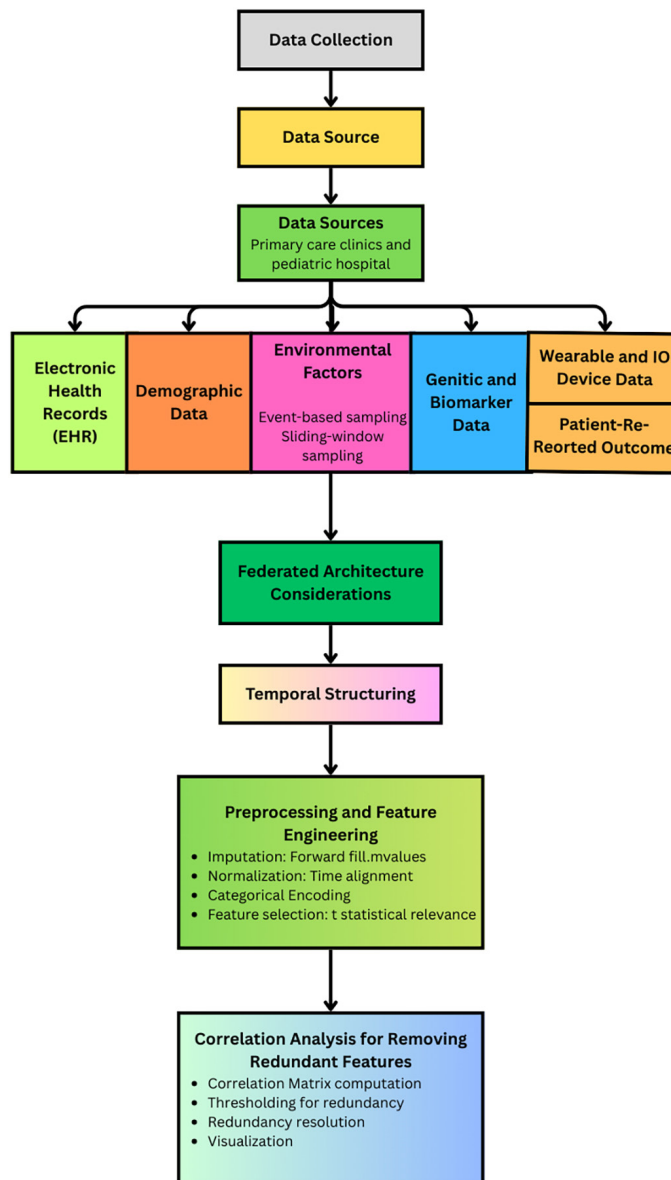 Data Collection
Data Source
Data Sources
Primary care clinics and
pediatric hospital
Electronic
Health
Records
(EHR)
Demographic
Data
Environmental
Factors
Event-based sampling
Sliding-window
sampling
Genitic and
Biomarker
Data
Wearable and IO
Device Data
Patient-Re-
Reorted Outcome
Federated Architecture
Considerations
Temporal Structuring
Preprocessing and Feature
Engineering
• Imputation: Forward fill.mvalues
• Normalization: Time alignment
• Categorical Encoding
• Feature selection: t statistical relevance
Correlation Analysis for Removing
Redundant Features
• Correlation Matrix computation
• Thresholding for redundancy
• Redundancy resolution
• Visualization